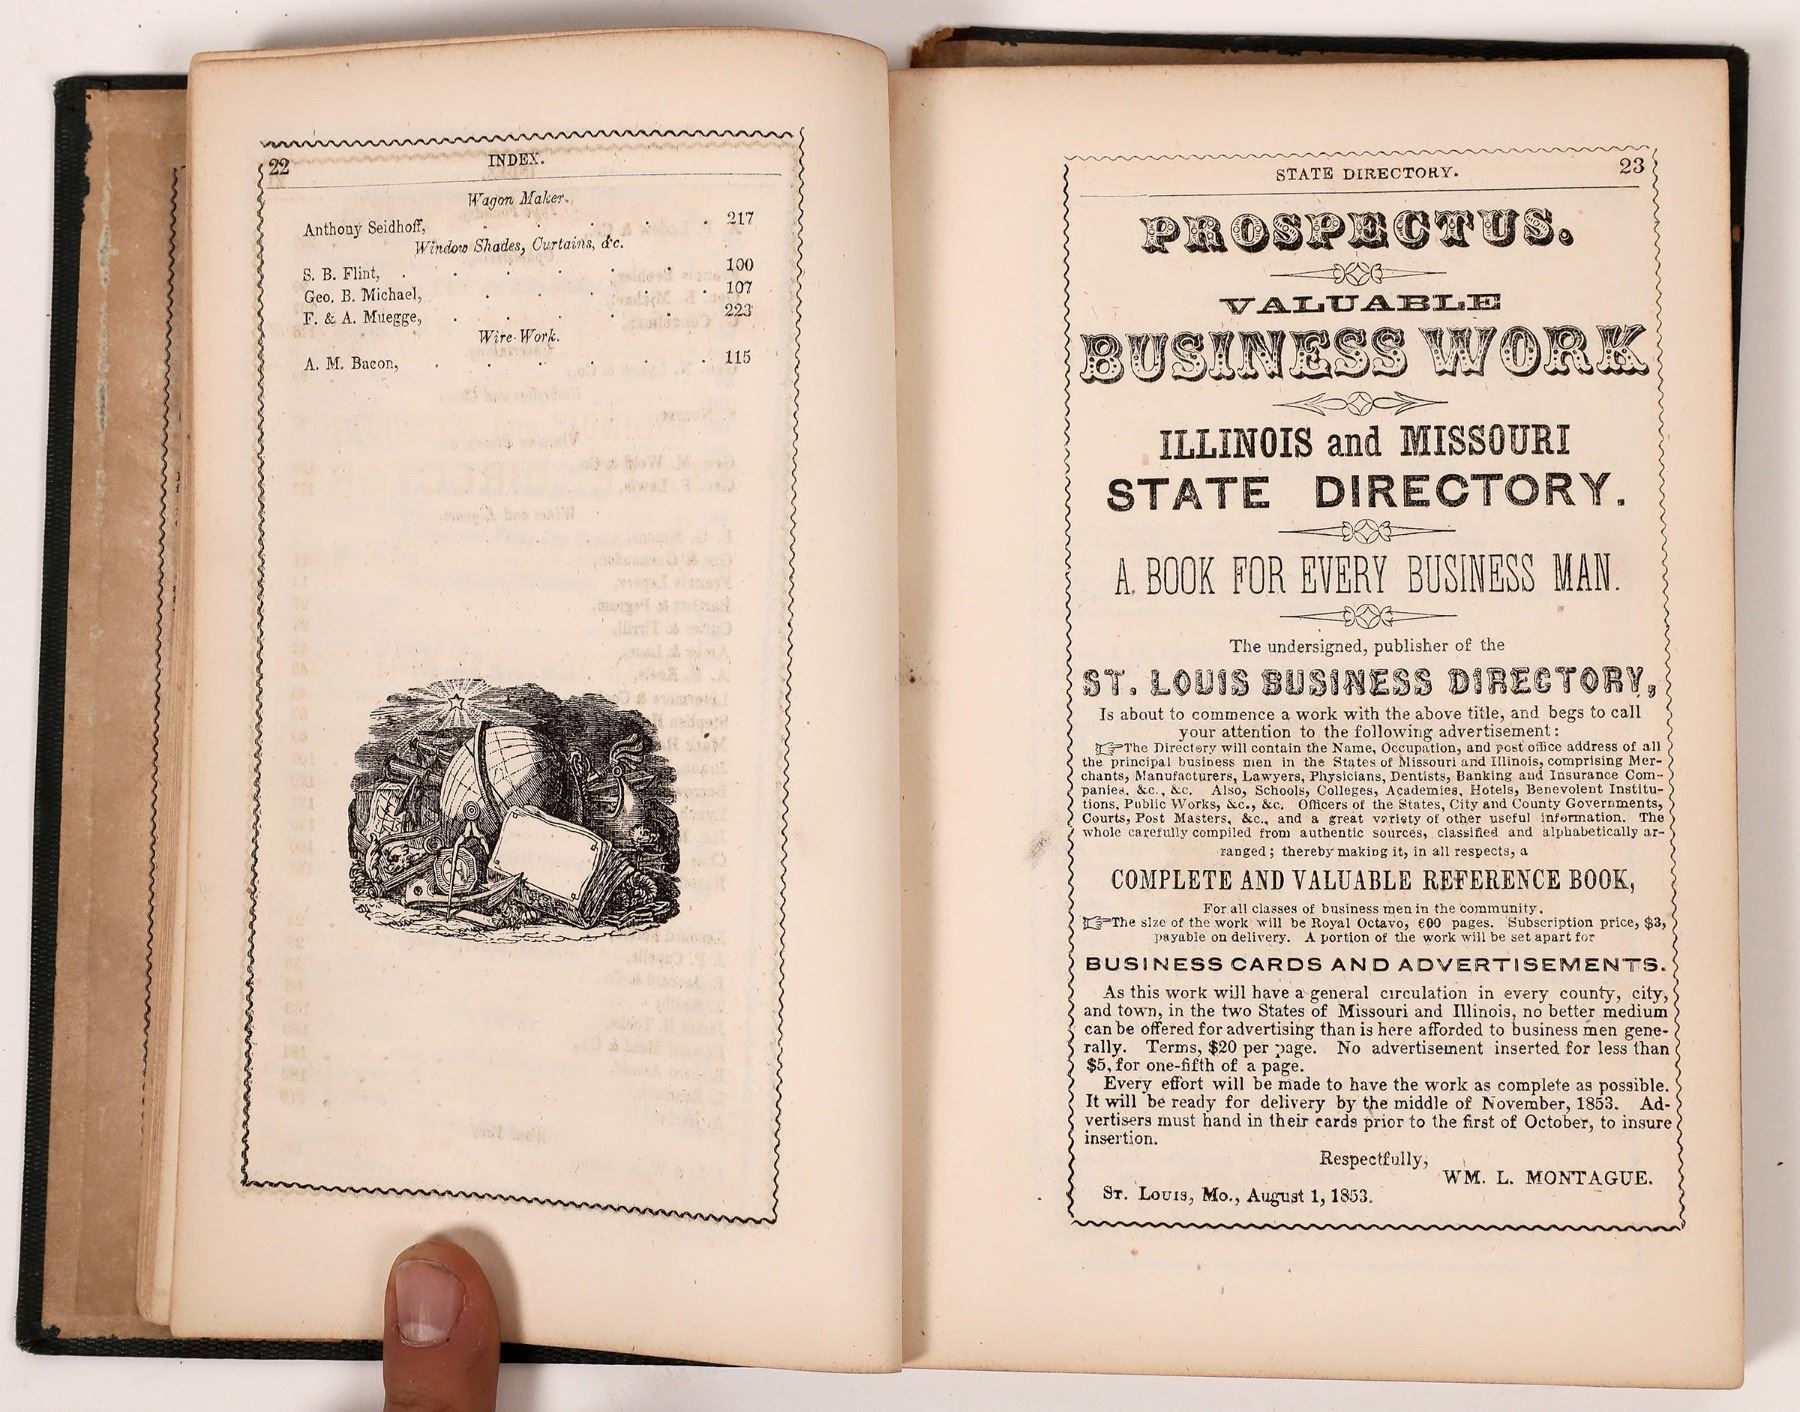 22
INDEX.
Wagon Maker.
Anthony Seidhoff, . . . . . 217
Window Shades, Curtains, &c.
S. B. Flint, . . . . . . 100
Geo. B. Michael, . . . . . 107
F. & A. Muegge, . . . . . 223
Wire-Work.
A. M. Bacon, . . . . . . 115
STATE DIRECTORY. 23
PROSPECTUS.
VALUABLE
BUSINESS WORK
ILLINOIS and MISSOURI
STATE DIRECTORY.
A BOOK FOR EVERY BUSINESS MAN.
The undersigned, publisher of the
ST. LOUIS BUSINESS DIRECTORY,
Is about to commence a work with the above title, and begs to call
your attention to the following advertisement:
☞The Directory will contain the Name, Occupation, and post office address of all
the principal business men in the States of Missouri and Illinois, comprising Mer-
chants, Manufacturers, Lawyers, Physicians, Dentists, Banking and Insurance Com-
panies, &c., &c. Also, Schools, Colleges, Academies, Hotels, Benevolent Institu-
tions, Public Works, &c., &c. Officers of the States, City and County Governments,
Courts, Post Masters, &c., and a great variety of other useful information. The
whole carefully compiled from authentic sources, classified and alphabetically ar-
ranged; thereby making it, in all respects, a
COMPLETE AND VALUABLE REFERENCE BOOK,
For all classes of business men in the community.
☞The size of the work will be Royal Octavo, 600 pages. Subscription price, $3,
payable on delivery. A portion of the work will be set apart for
BUSINESS CARDS AND ADVERTISEMENTS.
As this work will have a general circulation in every county, city,
and town, in the two States of Missouri and Illinois, no better medium
can be offered for advertising than is here afforded to business men gene-
rally. Terms, $20 per page. No advertisement inserted for less than
$5, for one-fifth of a page.
Every effort will be made to have the work as complete as possible.
It will be ready for delivery by the middle of November, 1853. Ad-
vertisers must hand in their cards prior to the first of October, to insure
insertion.
Respectfully,
WM. L. MONTAGUE.
St. Louis, Mo., August 1, 1853.